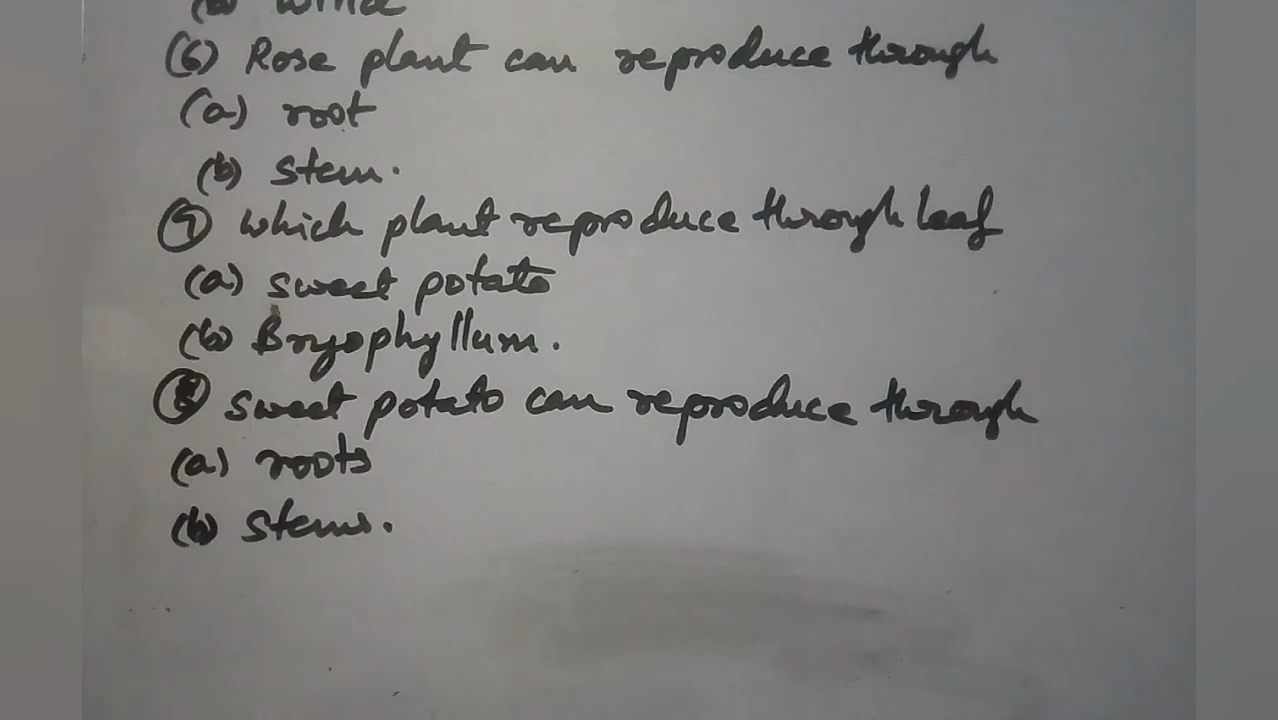 (6) Rose plant can reproduce through
(a) root
(b) stem.
(7) which plant reproduce through leaf
(a) sweet potato
(b) Bryophyllum.
(8) sweet potato can reproduce through
(a) roots
(b) stems.